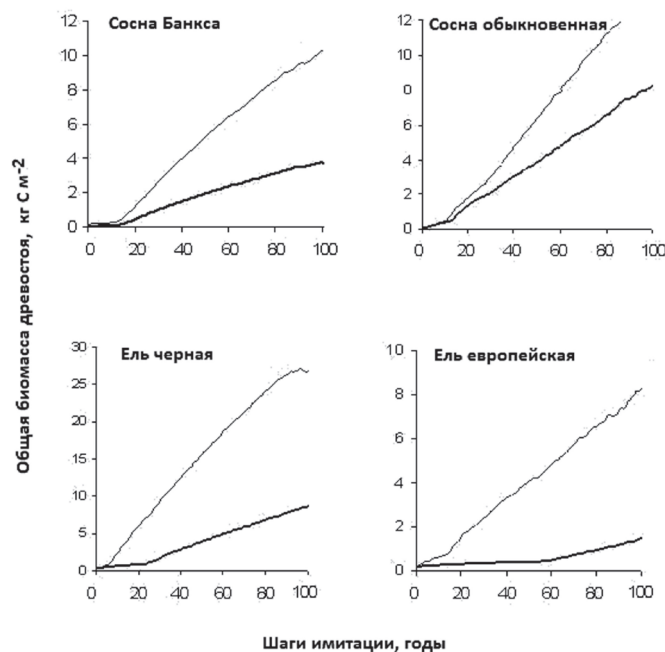 Сосна Банкса
12
10
8
6
4
2
0
0 20 40 60 80 100
Сосна обыкновенная
12
10
0
8
6
4
2
0
0 20 40 60 80 100
Общая биомасса древостоя, кг С м-2
Ель черная
30
25
20
15
10
5
0
0 20 40 60 80 100
Ель европейская
10
8
6
4
2
0
0 20 40 60 80 100
Шаги имитации, годы